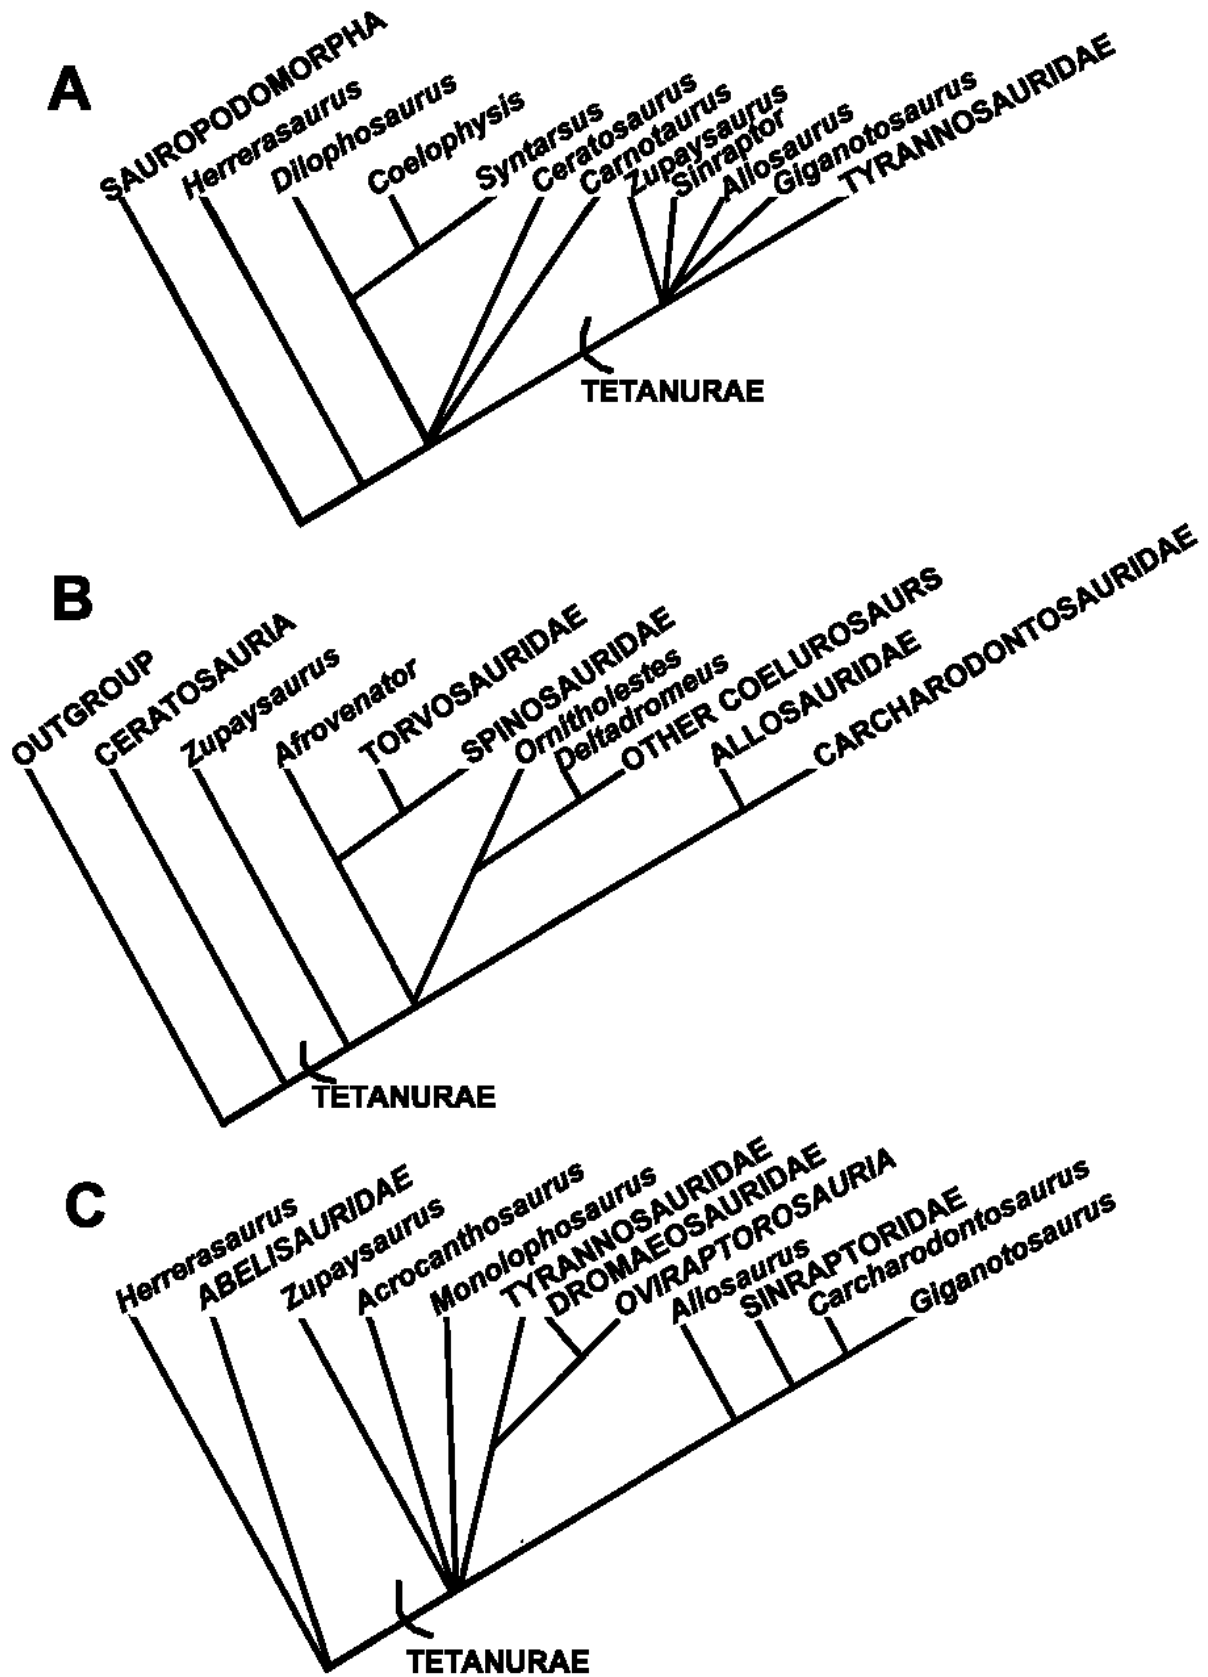 A
SAUROPODOMORPHA
Herrerasaurus
Dilophosaurus
Coelophysis
Syntarsus
Ceratosaurus
Carnotaurus
Zupaysaurus
Sinraptor
Allosaurus
Giganotosaurus
TYRANNOSAURIDAE
TETANURAE
B
OUTGROUP
CERATOSAURIA
Zupaysaurus
Afrovenator
TORVOSAURIDAE
SPINOSAURIDAE
Ornitholestes
Deltadromeus
OTHER COELUROSAURS
ALLOSAURIDAE
CARCHARODONTOSAURIDAE
TETANURAE
C
Herrerasaurus
ABELISAURIDAE
Zupaysaurus
Acrocanthosaurus
Monolophosaurus
TYRANNOSAURIDAE
DROMAEOSAURIDAE
OVIRAPTOROSAURIA
Allosaurus
SINRAPTORIDAE
Carcharodontosaurus
Giganotosaurus
TETANURAE